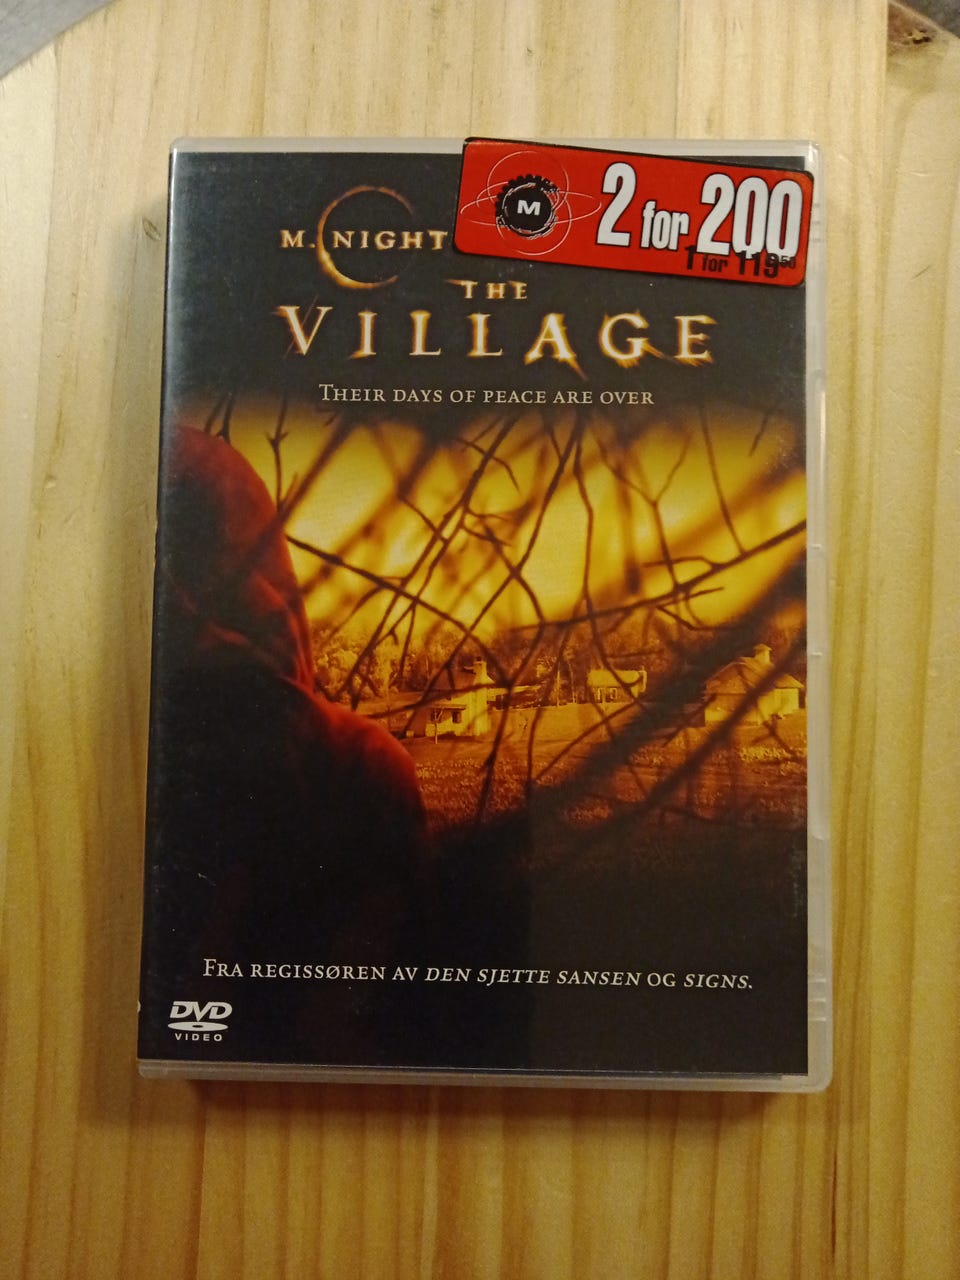 M
2 for 200
1 for 119⁵⁰
M. NIGHT
THE
VILLAGE
THEIR DAYS OF PEACE ARE OVER
FRA REGISSØREN AV DEN SJETTE SANSEN OG SIGNS.
DVD
VIDEO